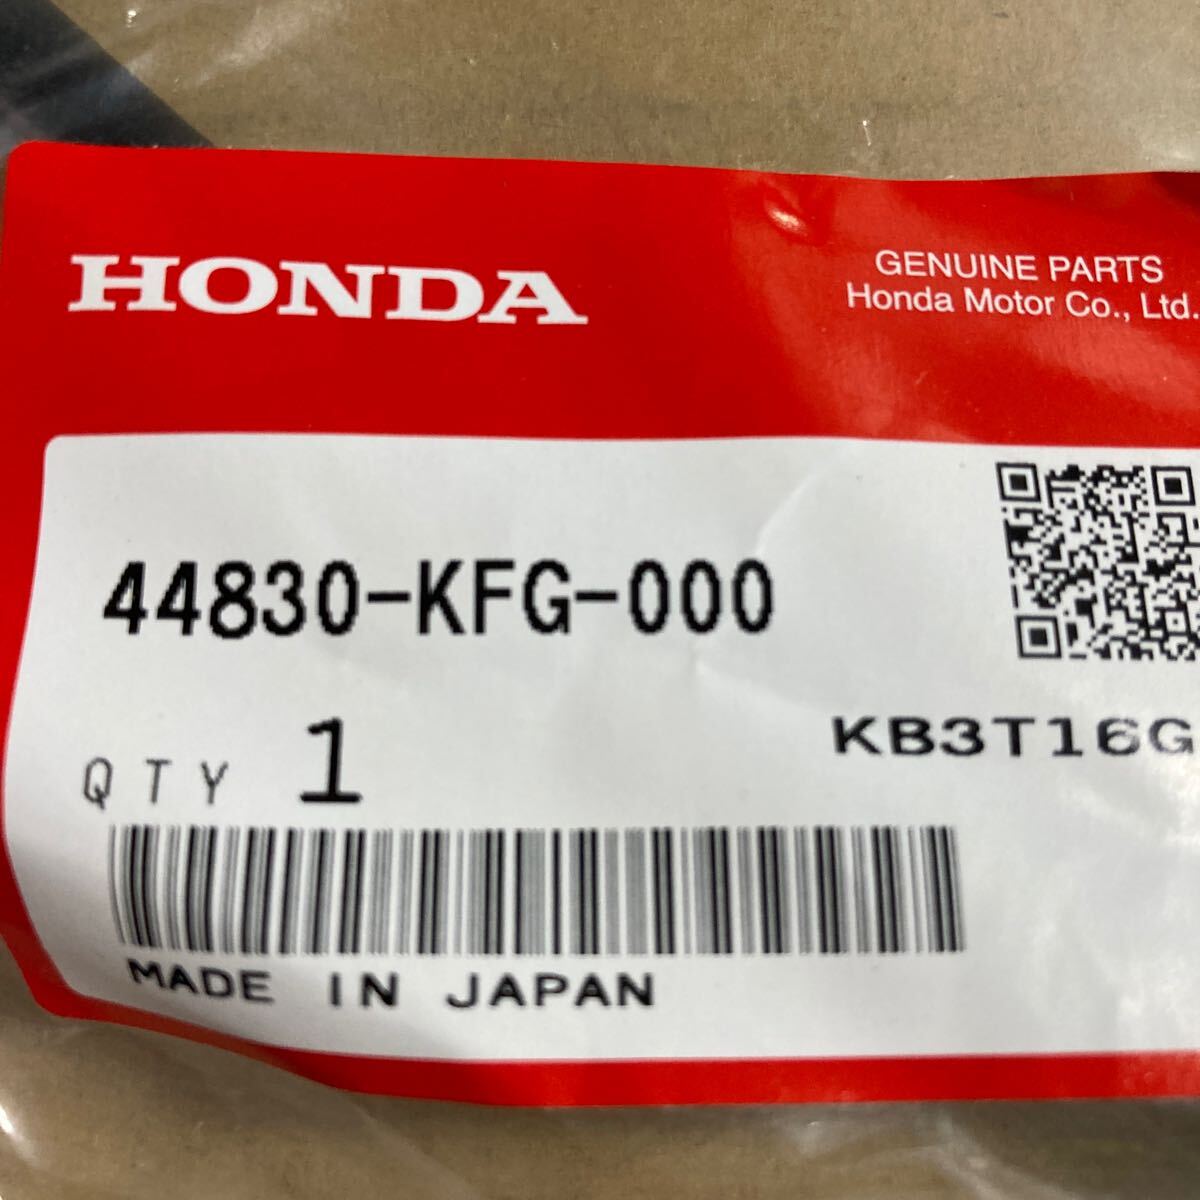 HONDA
GENUINE PARTS
Honda Motor Co., Ltd.
44830-KFG-000
QTY 1
KB3T16G
MADE IN JAPAN